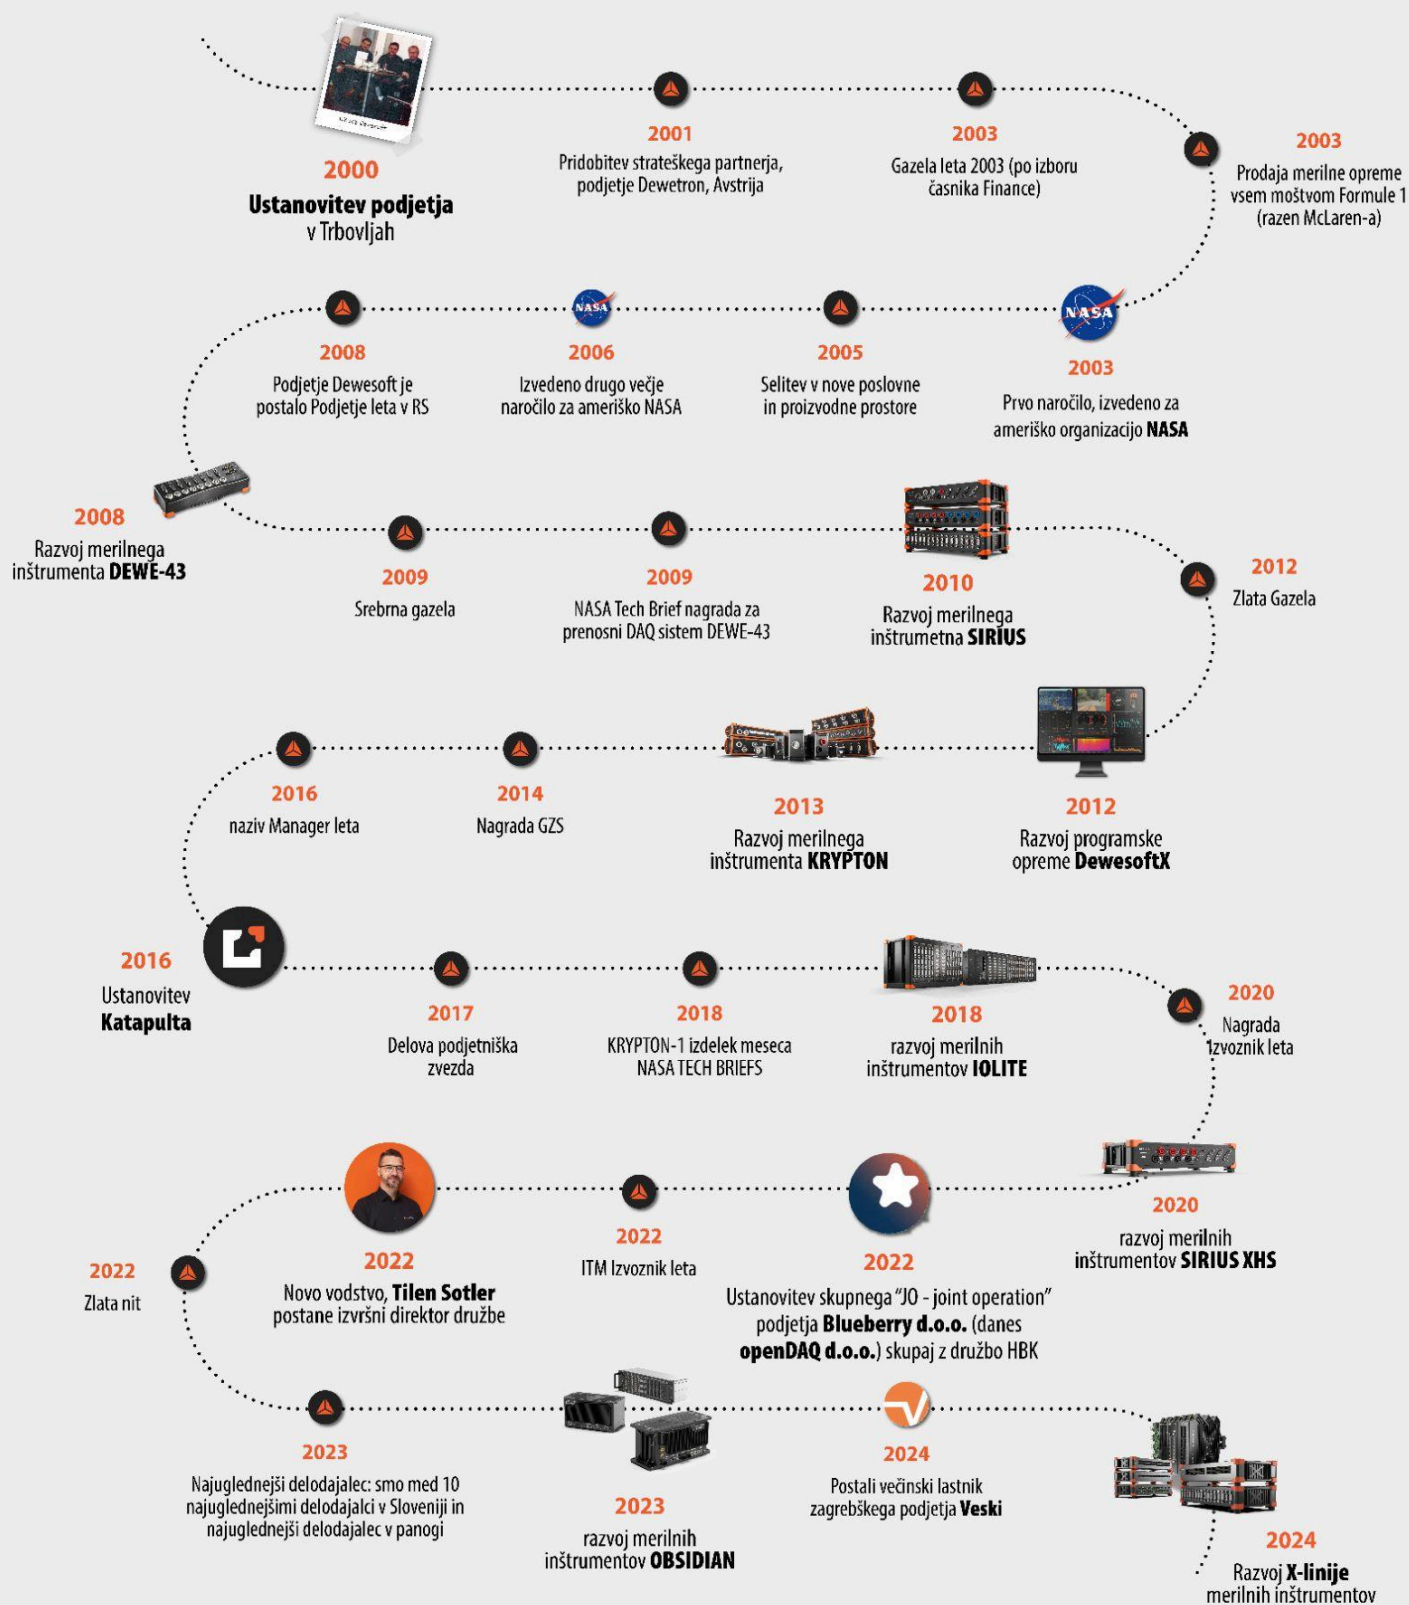 2000
Ustanovitev podjetja
v Trbovljah
2001
Pridobitev strateškega partnerja,
podjetje Dewetron, Avstrija
2003
Gazela leta 2003 (po izboru
časnika Finance)
2003
Prodaja merilne opreme
vsem moštvom Formule 1
(razen McLaren-a)
NASA
2003
Prvo naročilo, izvedeno za
ameriško organizacijo NASA
2005
Selitev v nove poslovne
in proizvodne prostore
NASA
2006
Izvedeno drugo večje
naročilo za ameriško NASA
2008
Podjetje Dewesoft je
postalo Podjetje leta v RS
2008
Razvoj merilnega
inštrumenta DEWE-43
2009
Srebrna gazela
2009
NASA Tech Brief nagrada za
prenosni DAQ sistem DEWE-43
2010
Razvoj merilnega
inštrumetna SIRIUS
2012
Zlata Gazela
2012
Razvoj programske
opreme DewesoftX
2013
Razvoj merilnega
inštrumenta KRYPTON
2014
Nagrada GZS
2016
naziv Manager leta
2016
Ustanovitev
Katapulta
2017
Delova podjetniška
zvezda
2018
KRYPTON-1 izdelek meseca
NASA TECH BRIEFS
2018
razvoj merilnih
inštrumentov IOLITE
2020
Nagrada
Izvoznik leta
2020
razvoj merilnih
inštrumentov SIRIUS XHS
2022
Ustanovitev skupnega "JO - joint operation"
podjetja Blueberry d.o.o. (danes
openDAQ d.o.o.) skupaj z družbo HBK
2022
ITM Izvoznik leta
2022
Novo vodstvo, Tilen Sotler
postane izvršni direktor družbe
2022
Zlata nit
2023
Najuglednejši delodajalec: smo med 10
najuglednejšimi delodajalci v Sloveniji in
najuglednejši delodajalec v panogi
2023
razvoj merilnih
inštrumentov OBSIDIAN
2024
Postali večinski lastnik
zagrebškega podjetja Veski
2024
Razvoj X-linije
merilnih inštrumentov